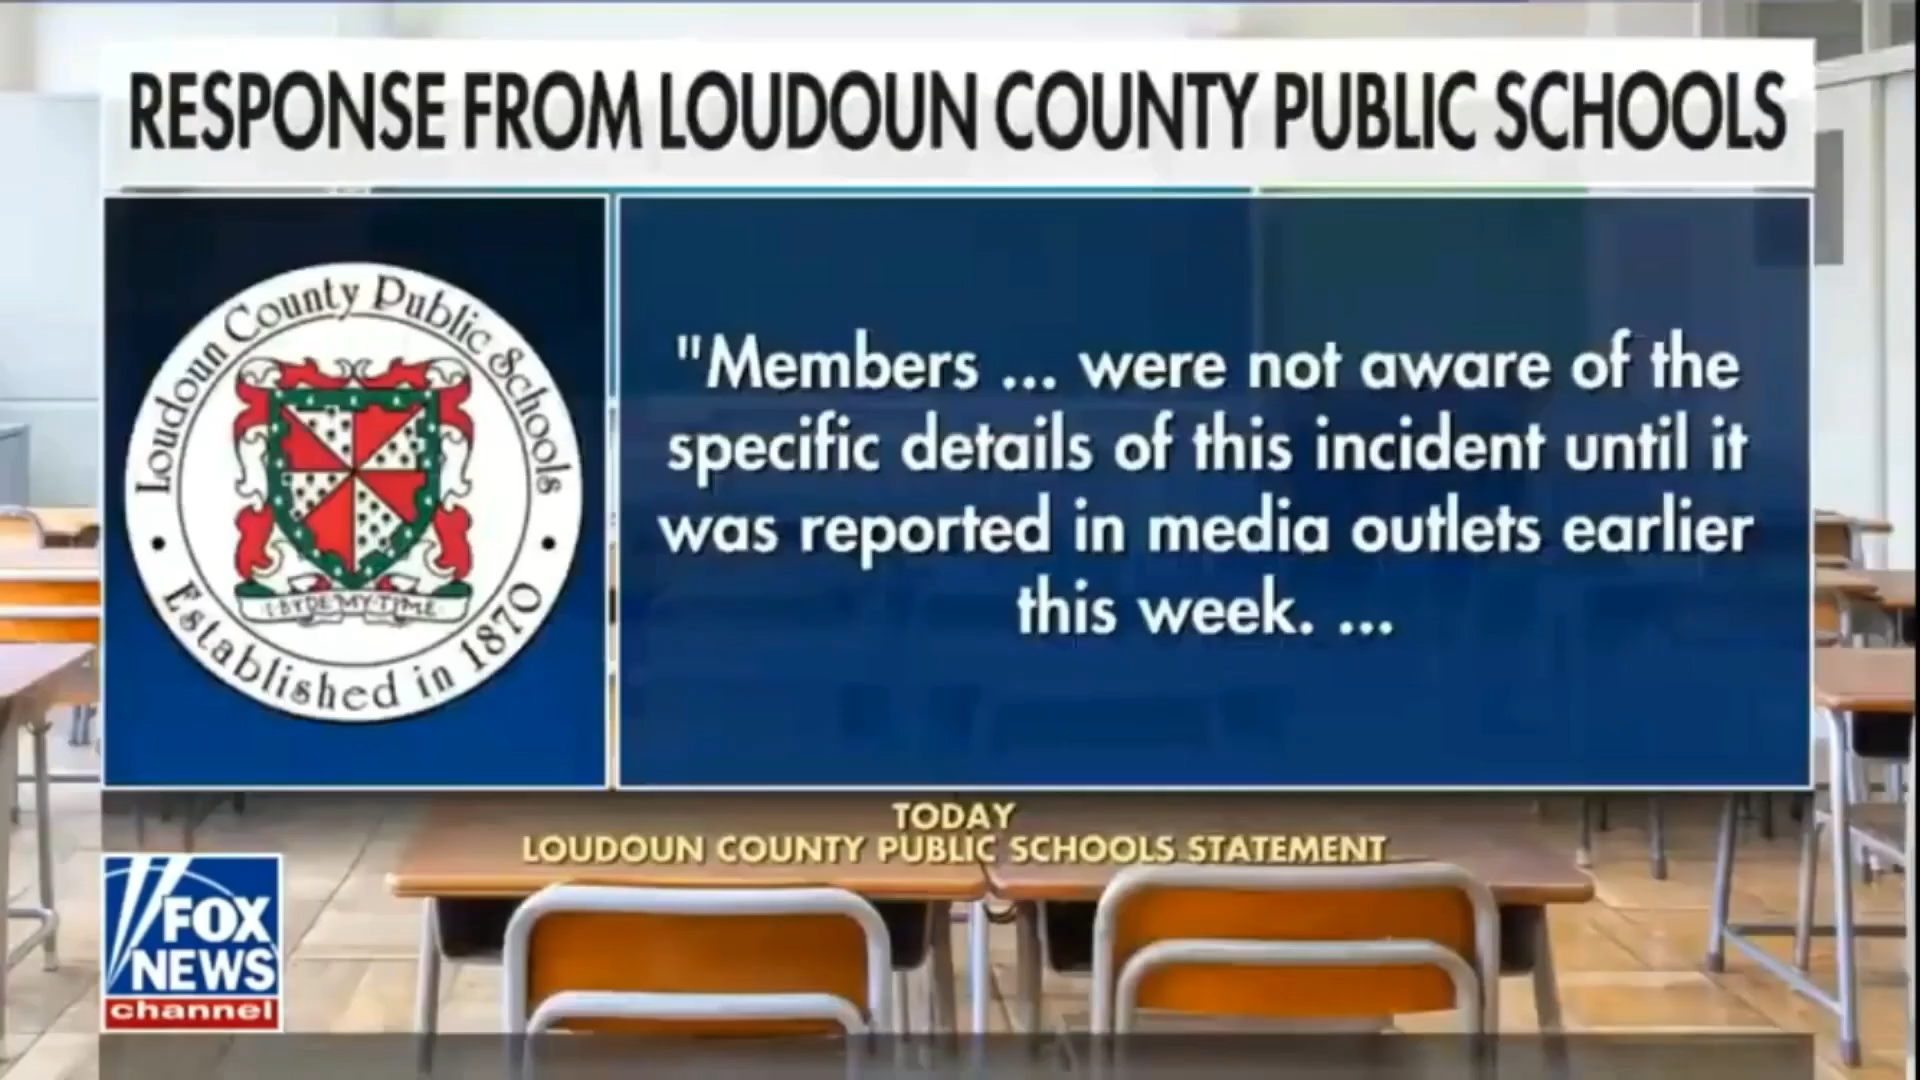 RESPONSE FROM LOUDOUN COUNTY PUBLIC SCHOOLS
Loudoun County Public Schools
I·BYDE·MY·TIME
Established in 1870
"Members ... were not aware of the
specific details of this incident until it
was reported in media outlets earlier
this week. ...
TODAY
LOUDOUN COUNTY PUBLIC SCHOOLS STATEMENT
FOX
NEWS
channel